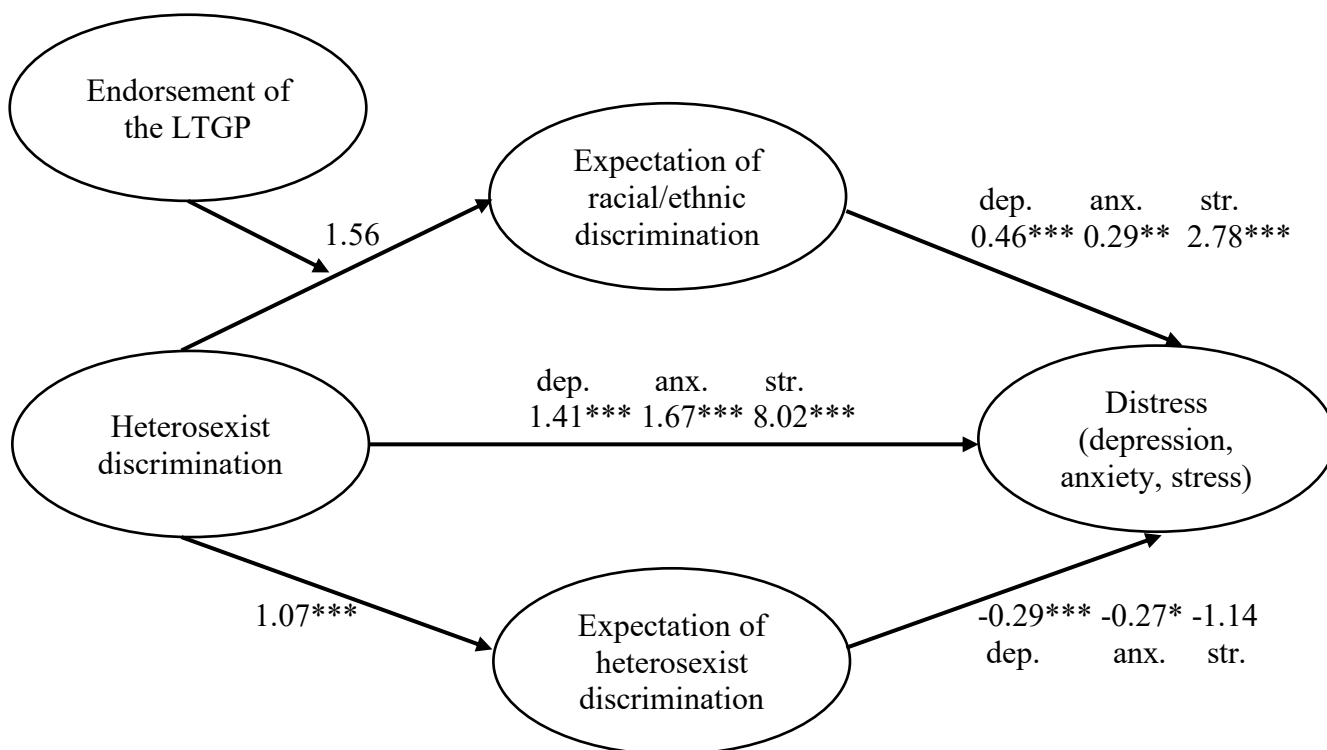 Endorsement of
the LTGP
Expectation of
racial/ethnic
discrimination
dep. anx. str.
0.46*** 0.29** 2.78***
1.56
dep. anx. str.
1.41*** 1.67*** 8.02***
Heterosexist
discrimination
Distress
(depression,
anxiety, stress)
1.07***
Expectation of
heterosexist
discrimination
-0.29*** -0.27* -1.14
dep. anx. str.